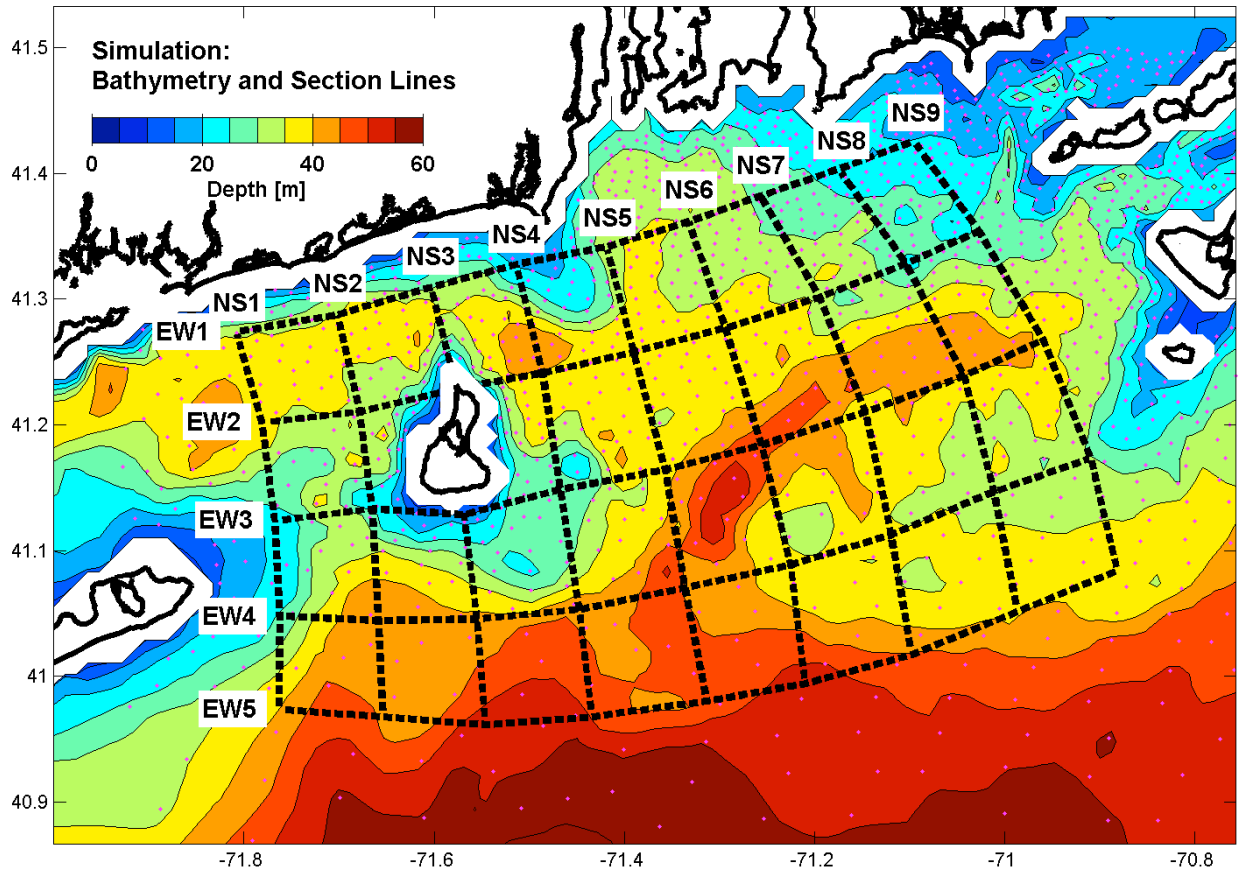 Simulation:
Bathymetry and Section Lines
0 20 40 60
Depth [m]
NS1
NS2
NS3
NS4
NS5
NS6
NS7
NS8
NS9
EW1
EW2
EW3
EW4
EW5
41.5
41.4
41.3
41.2
41.1
41
40.9
-71.8 -71.6 -71.4 -71.2 -71 -70.8